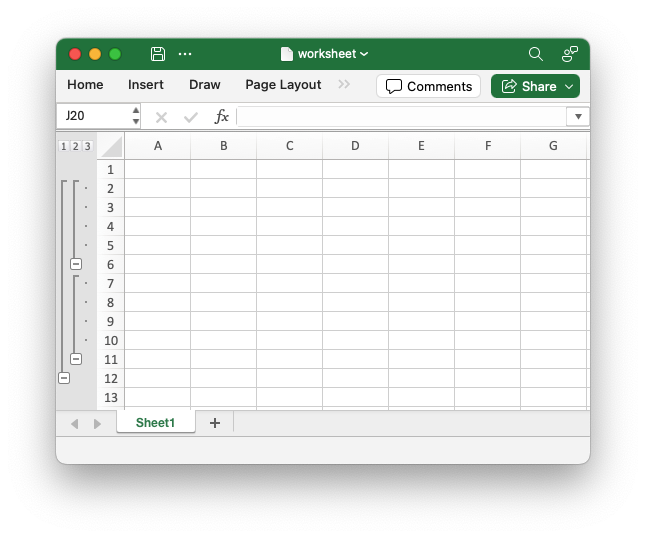 worksheet
Home Insert Draw Page Layout Comments Share
J20 fx
1 2 3 A B C D E F G
1
2
3
4
5
6
7
8
9
10
11
12
13
Sheet1 +